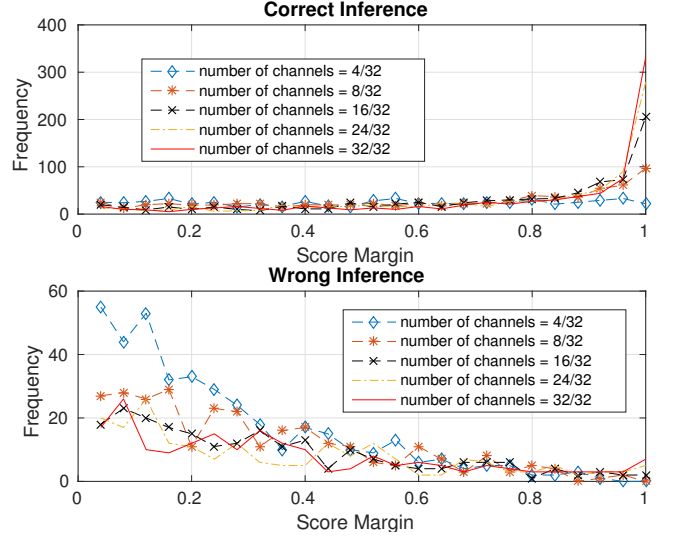 Correct Inference
400
300
200
100
0
Frequency
number of channels = 4/32
number of channels = 8/32
number of channels = 16/32
number of channels = 24/32
number of channels = 32/32
0 0.2 0.4 0.6 0.8 1
Score Margin
Wrong Inference
60
40
20
0
Frequency
number of channels = 4/32
number of channels = 8/32
number of channels = 16/32
number of channels = 24/32
number of channels = 32/32
0 0.2 0.4 0.6 0.8 1
Score Margin